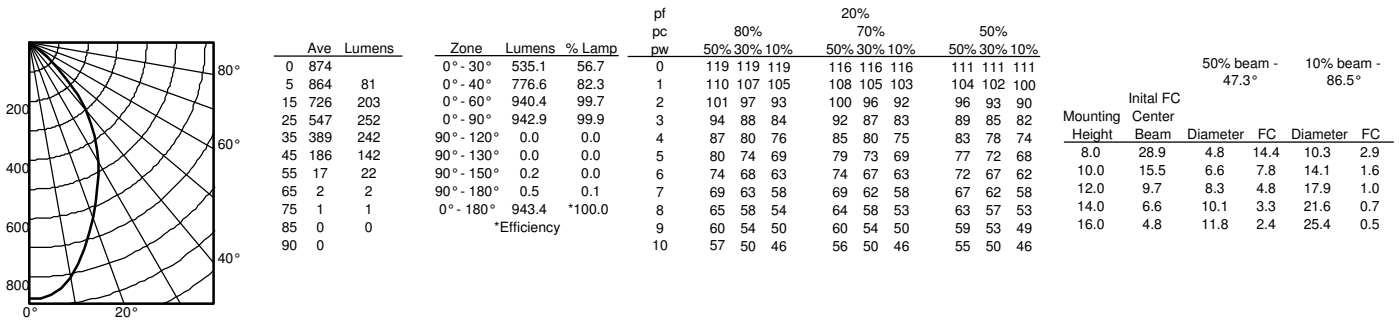 200
400
600
800
0°
20°
40°
60°
80°
Ave Lumens
0 874
5 864 81
15 726 203
25 547 252
35 389 242
45 186 142
55 17 22
65 2 2
75 1 1
85 0 0
90 0
Zone Lumens % Lamp
0°- 30° 535.1 56.7
0°- 40° 776.6 82.3
0°- 60° 940.4 99.7
0°- 90° 942.9 99.9
90°- 120° 0.0 0.0
90°- 130° 0.0 0.0
90°- 150° 0.2 0.0
90°- 180° 0.5 0.1
0°- 180° 943.4 *100.0
*Efficiency
pf 20%
pc 80% 70% 50%
pw 50% 30% 10% 50% 30% 10% 50% 30% 10%
0 119 119 119 116 116 116 111 111 111
1 110 107 105 108 105 103 104 102 100
2 101 97 93 100 96 92 96 93 90
3 94 88 84 92 87 83 89 85 82
4 87 80 76 85 80 75 83 78 74
5 80 74 69 79 73 69 77 72 68
6 74 68 63 74 67 63 72 67 62
7 69 63 58 69 62 58 67 62 58
8 65 58 54 64 58 53 63 57 53
9 60 54 50 60 54 50 59 53 49
10 57 50 46 56 50 46 55 50 46
50% beam - 10% beam -
47.3° 86.5°
Inital FC
Mounting Center
Height Beam Diameter FC Diameter FC
8.0 28.9 4.8 14.4 10.3 2.9
10.0 15.5 6.6 7.8 14.1 1.6
12.0 9.7 8.3 4.8 17.9 1.0
14.0 6.6 10.1 3.3 21.6 0.7
16.0 4.8 11.8 2.4 25.4 0.5